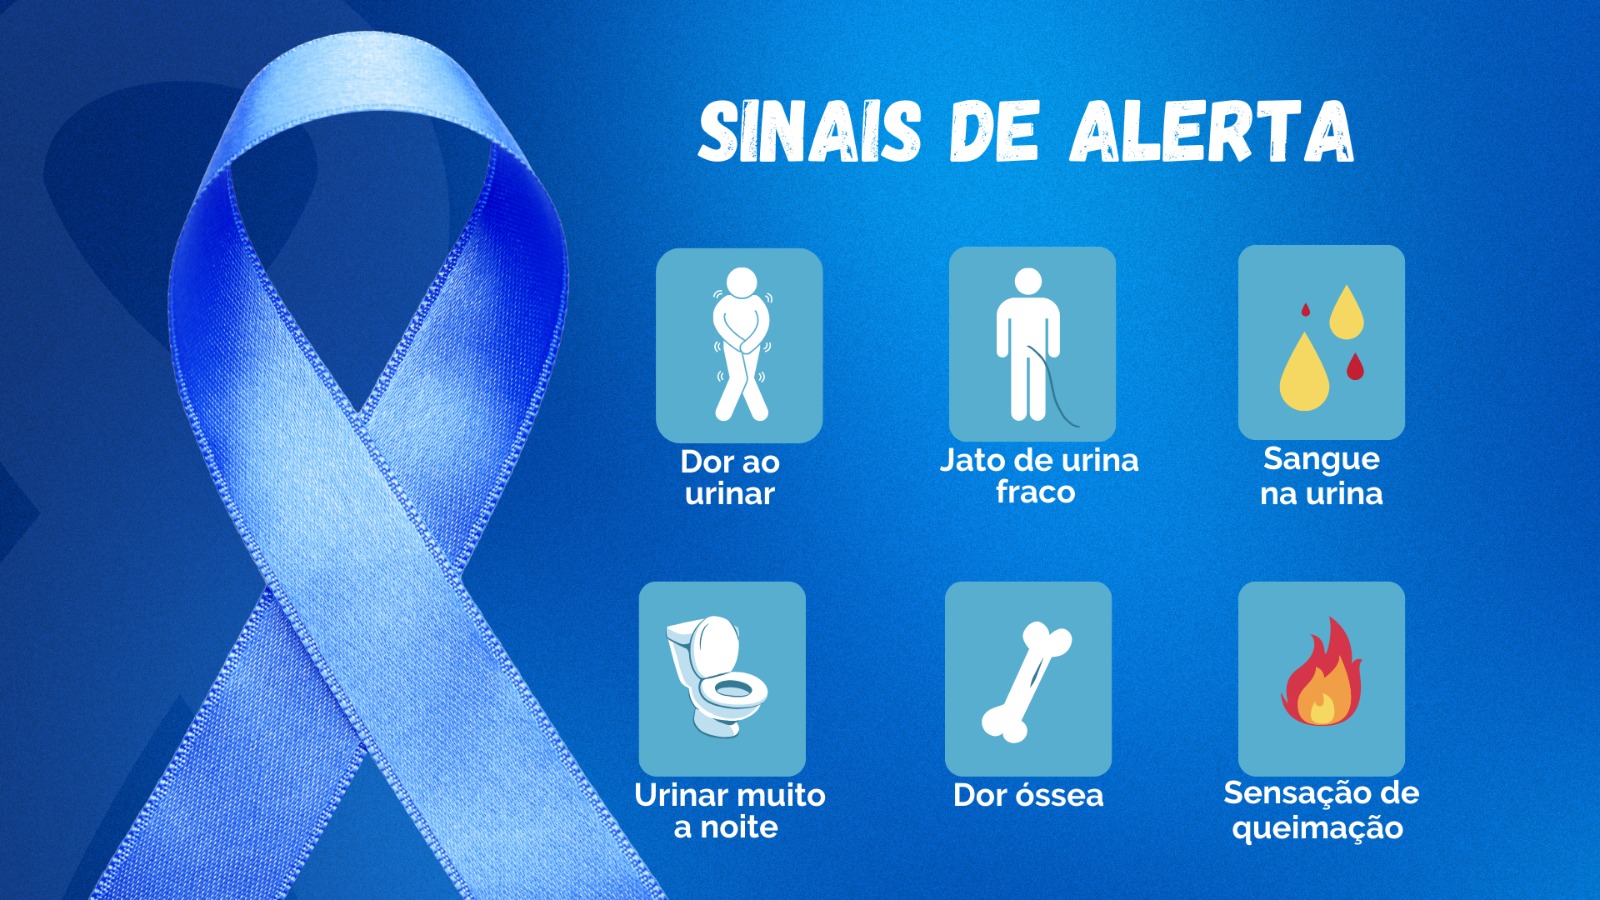 SINAIS DE ALERTA
Dor ao
urinar
Jato de urina
fraco
Sangue
na urina
Urinar muito
a noite
Dor óssea
Sensação de
queimação